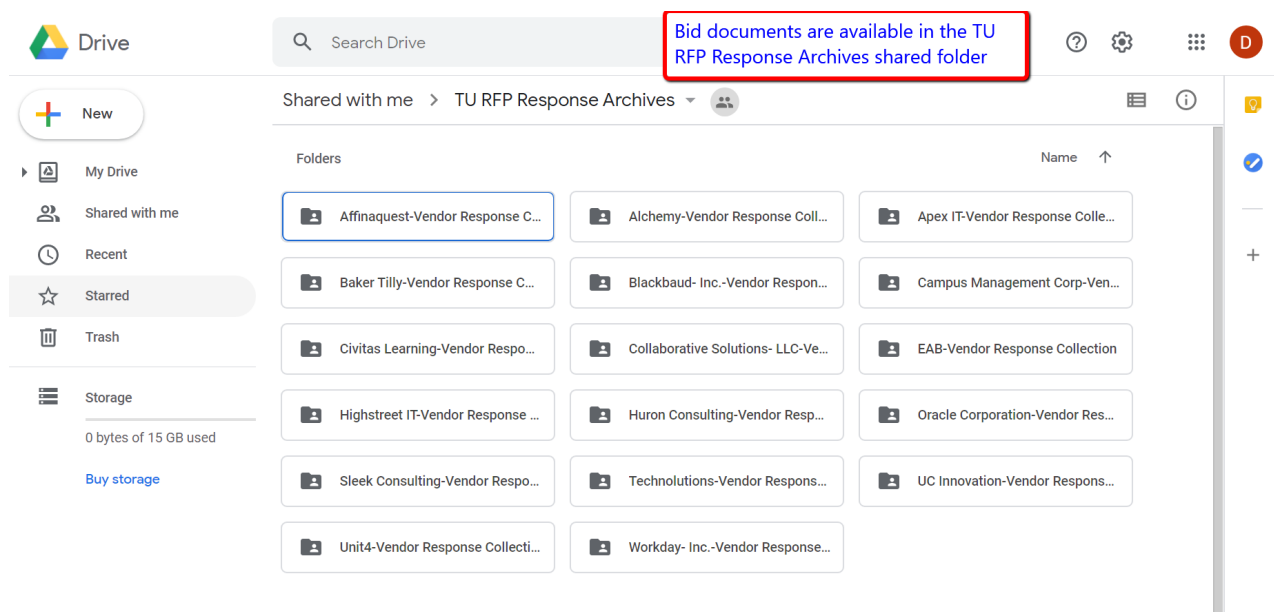 Drive
Search Drive
Bid documents are available in the TU
RFP Response Archives shared folder
D
New
My Drive
Shared with me
Recent
Starred
Trash
Storage
0 bytes of 15 GB used
Buy storage
Shared with me > TU RFP Response Archives
Folders
Name
Affinaquest-Vendor Response C...
Alchemy-Vendor Response Coll...
Apex IT-Vendor Response Colle...
Baker Tilly-Vendor Response C...
Blackbaud- Inc.-Vendor Respon...
Campus Management Corp-Ven...
Civitas Learning-Vendor Respo...
Collaborative Solutions- LLC-Ve...
EAB-Vendor Response Collection
Highstreet IT-Vendor Response ...
Huron Consulting-Vendor Resp...
Oracle Corporation-Vendor Res...
Sleek Consulting-Vendor Respo...
Technolutions-Vendor Respons...
UC Innovation-Vendor Respons...
Unit4-Vendor Response Collecti...
Workday- Inc.-Vendor Response...